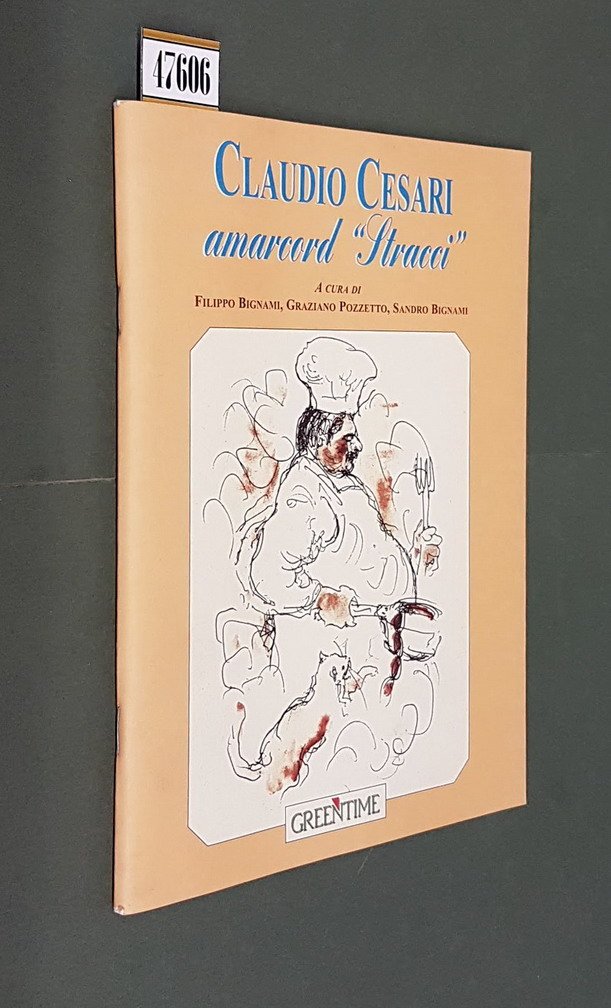 47606
CLAUDIO CESARI
amarcord "Stracci"
A CURA DI
FILIPPO BIGNAMI, GRAZIANO POZZETTO, SANDRO BIGNAMI
GREENTIME